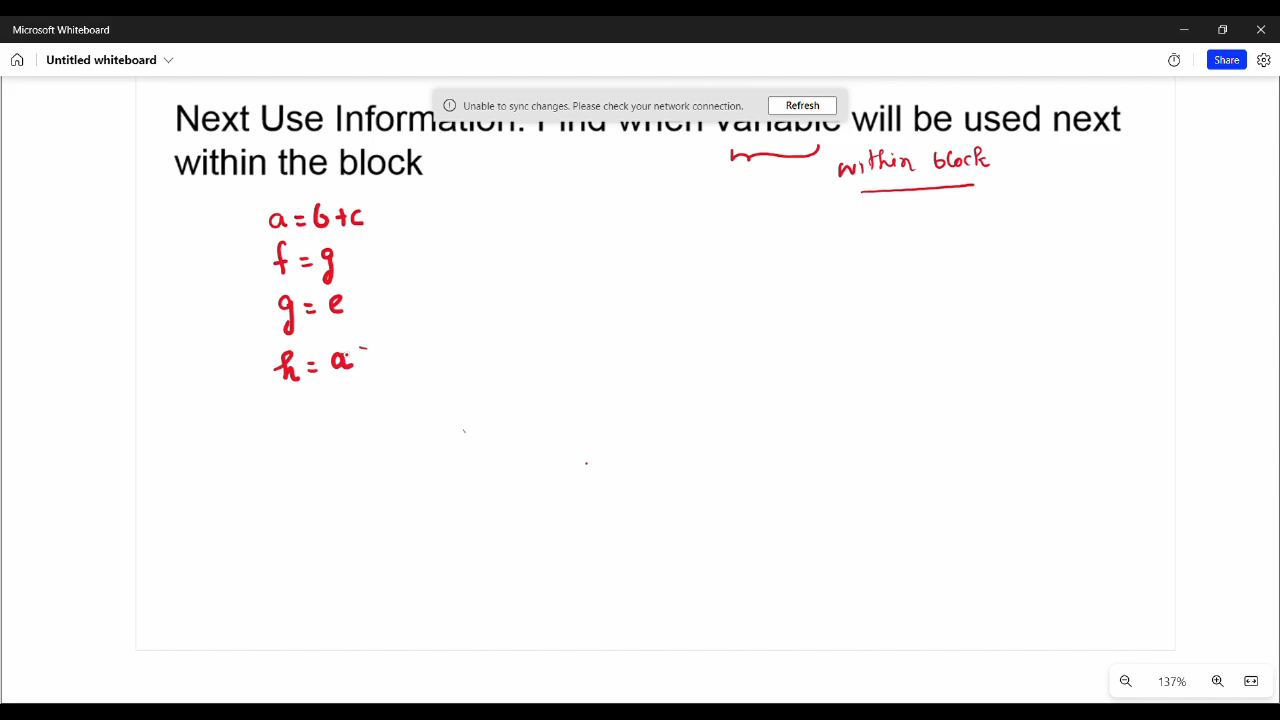 Microsoft Whiteboard
Untitled whiteboard
Share
Unable to sync changes. Please check your network connection.
Refresh
Next Use Information: Find when variable will be used next
within the block
within block
a = b+c
f = g
g = e
h = a
137%